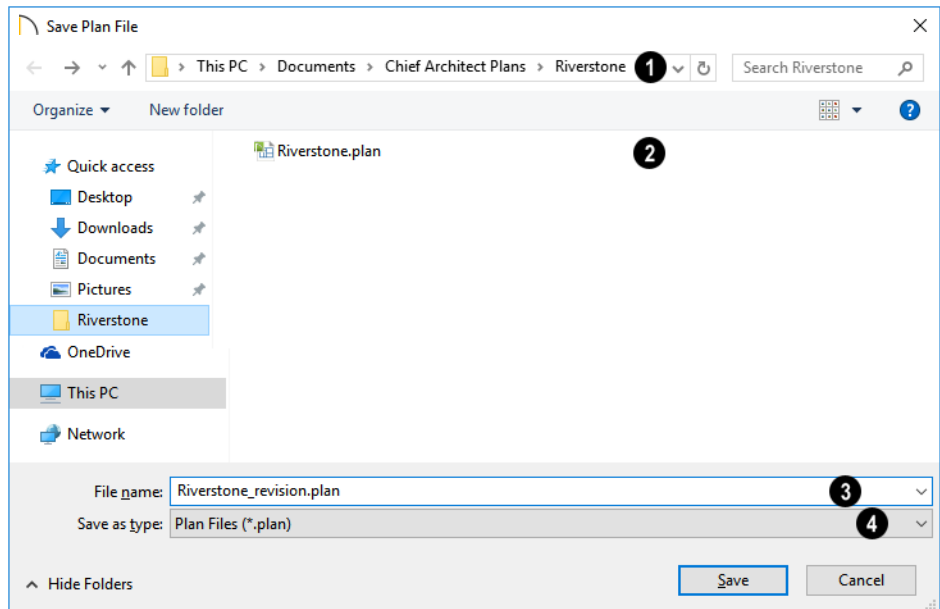 Save Plan File
This PC > Documents > Chief Architect Plans > Riverstone 1 Search Riverstone
Organize New folder ?
Quick access Riverstone.plan 2
Desktop
Downloads
Documents
Pictures
Riverstone
OneDrive
This PC
Network
File name: Riverstone_revision.plan 3
Save as type: Plan Files (*.plan) 4
Hide Folders Save Cancel